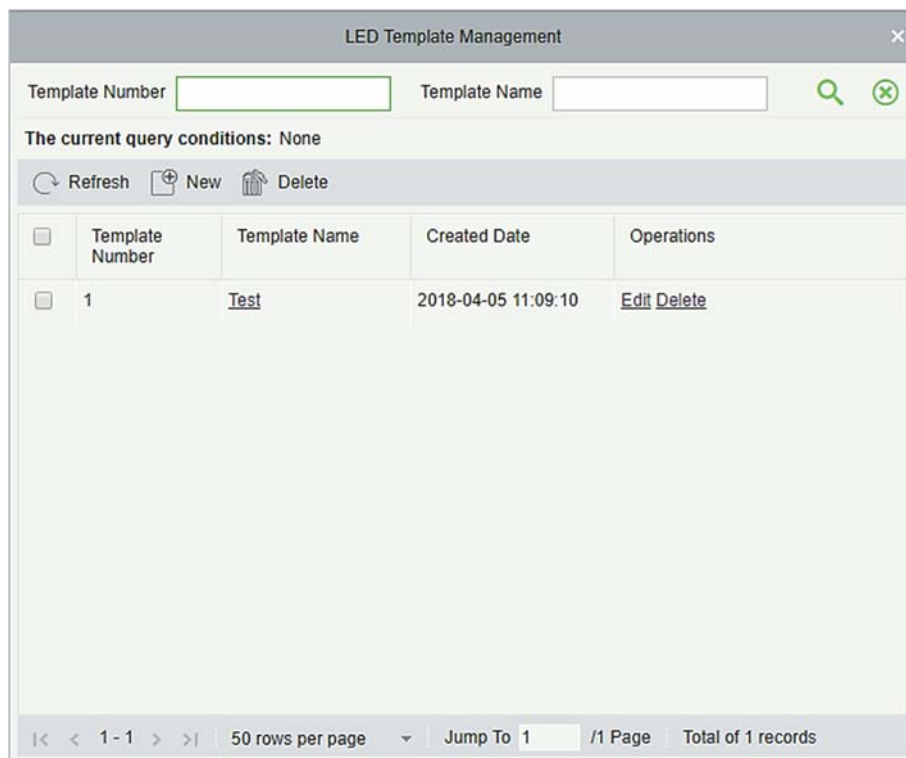 LED Template Management
Template Number Template Name
The current query conditions: None
Refresh New Delete
Template Number Template Name Created Date Operations
1 Test 2018-04-05 11:09:10 Edit Delete
1 - 1 50 rows per page Jump To 1 /1 Page Total of 1 records